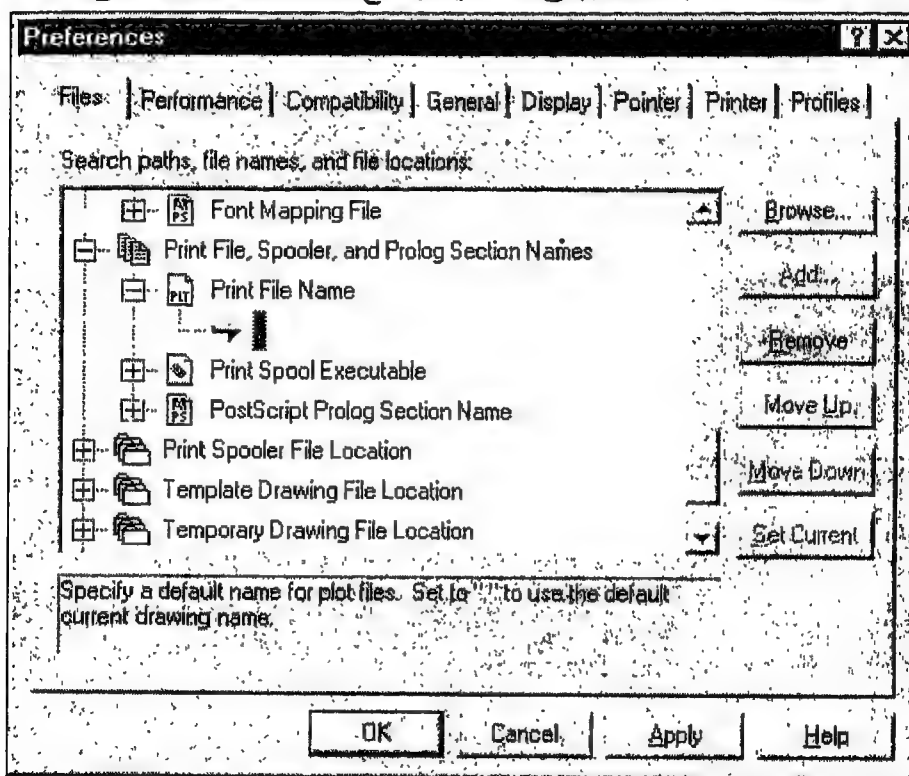 Preferences
Files Performance Compatibility General Display Pointer Printer Profiles
Search paths, file names, and file locations:
Font Mapping File
Print File, Spooler, and Prolog Section Names
PLT Print File Name
Print Spool Executable
PostScript Prolog Section Name
Print Spooler File Location
Template Drawing File Location
Temporary Drawing File Location
Browse...
Add...
Remove
Move Up
Move Down
Set Current
Specify a default name for plot files. Set to "." to use the default
current drawing name.
OK Cancel Apply Help